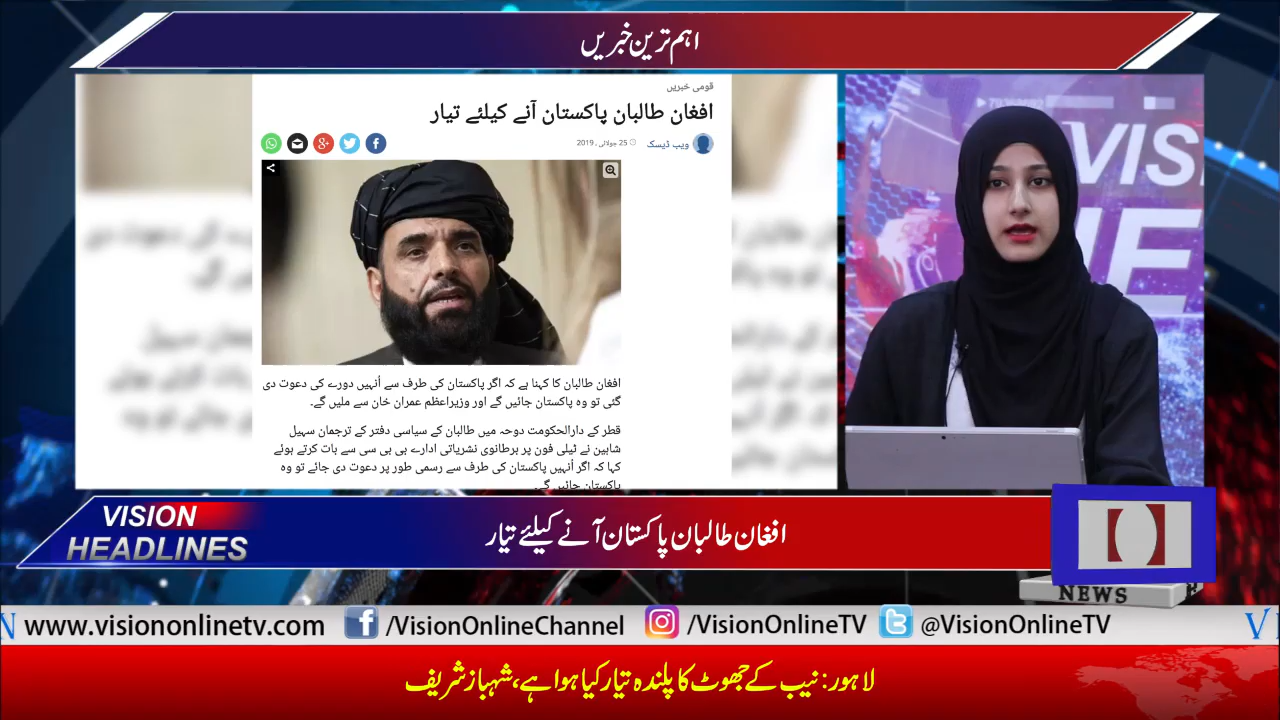 اہم ترین خبریں
قومی خبریں
افغان طالبان پاکستان آنے کیلئے تیار
ویب ڈیسک
25 جولائی ، 2019
افغان طالبان کا کہنا ہے کہ اگر پاکستان کی طرف سے اُنہیں دورے کی دعوت دی
گئی تو وہ پاکستان جائیں گے اور وزیراعظم عمران خان سے ملیں گے۔
قطر کے دارالحکومت دوحہ میں طالبان کے سیاسی دفتر کے ترجمان سہیل
شاہین نے ٹیلی فون پر برطانوی نشریاتی ادارے بی بی سی سے بات کرتے ہوئے
کہا کہ اگر اُنہیں پاکستان کی طرف سے رسمی طور پر دعوت دی جائے تو وہ
پاکستان جائیں گے۔
VIS
NE
VISION
HEADLINES
افغان طالبان پاکستان آنے کیلئے تیار
NEWS
www.visiononlinetv.com /VisionOnlineChannel /VisionOnlineTV @VisionOnlineTV
لاہور: نیب کے جھوٹ کا پلندہ تیار کیا ہوا ہے، شہباز شریف